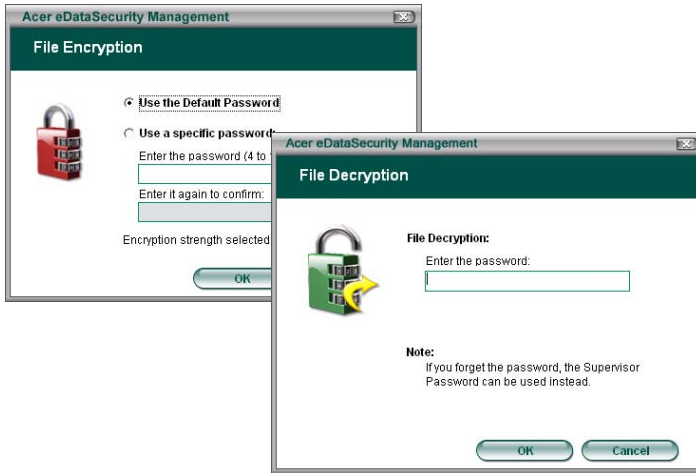 Acer eDataSecurity Management
File Encryption
Use the Default Password
Use a specific password:
Enter the password (4 to
Enter it again to confirm:
Encryption strength selected
OK
Acer eDataSecurity Management
File Decryption
File Decryption:
Enter the password:
Note:
If you forget the password, the Supervisor
Password can be used instead.
OK
Cancel